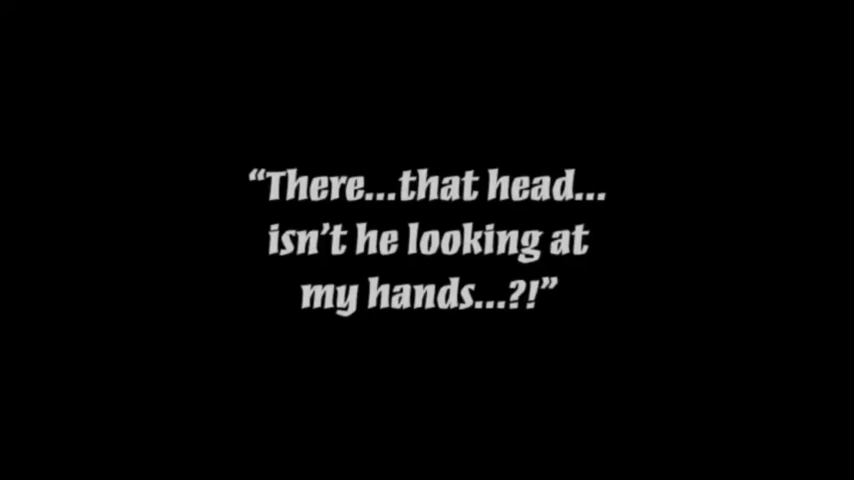 “There...that head...
isn’t he looking at
my hands...?!”